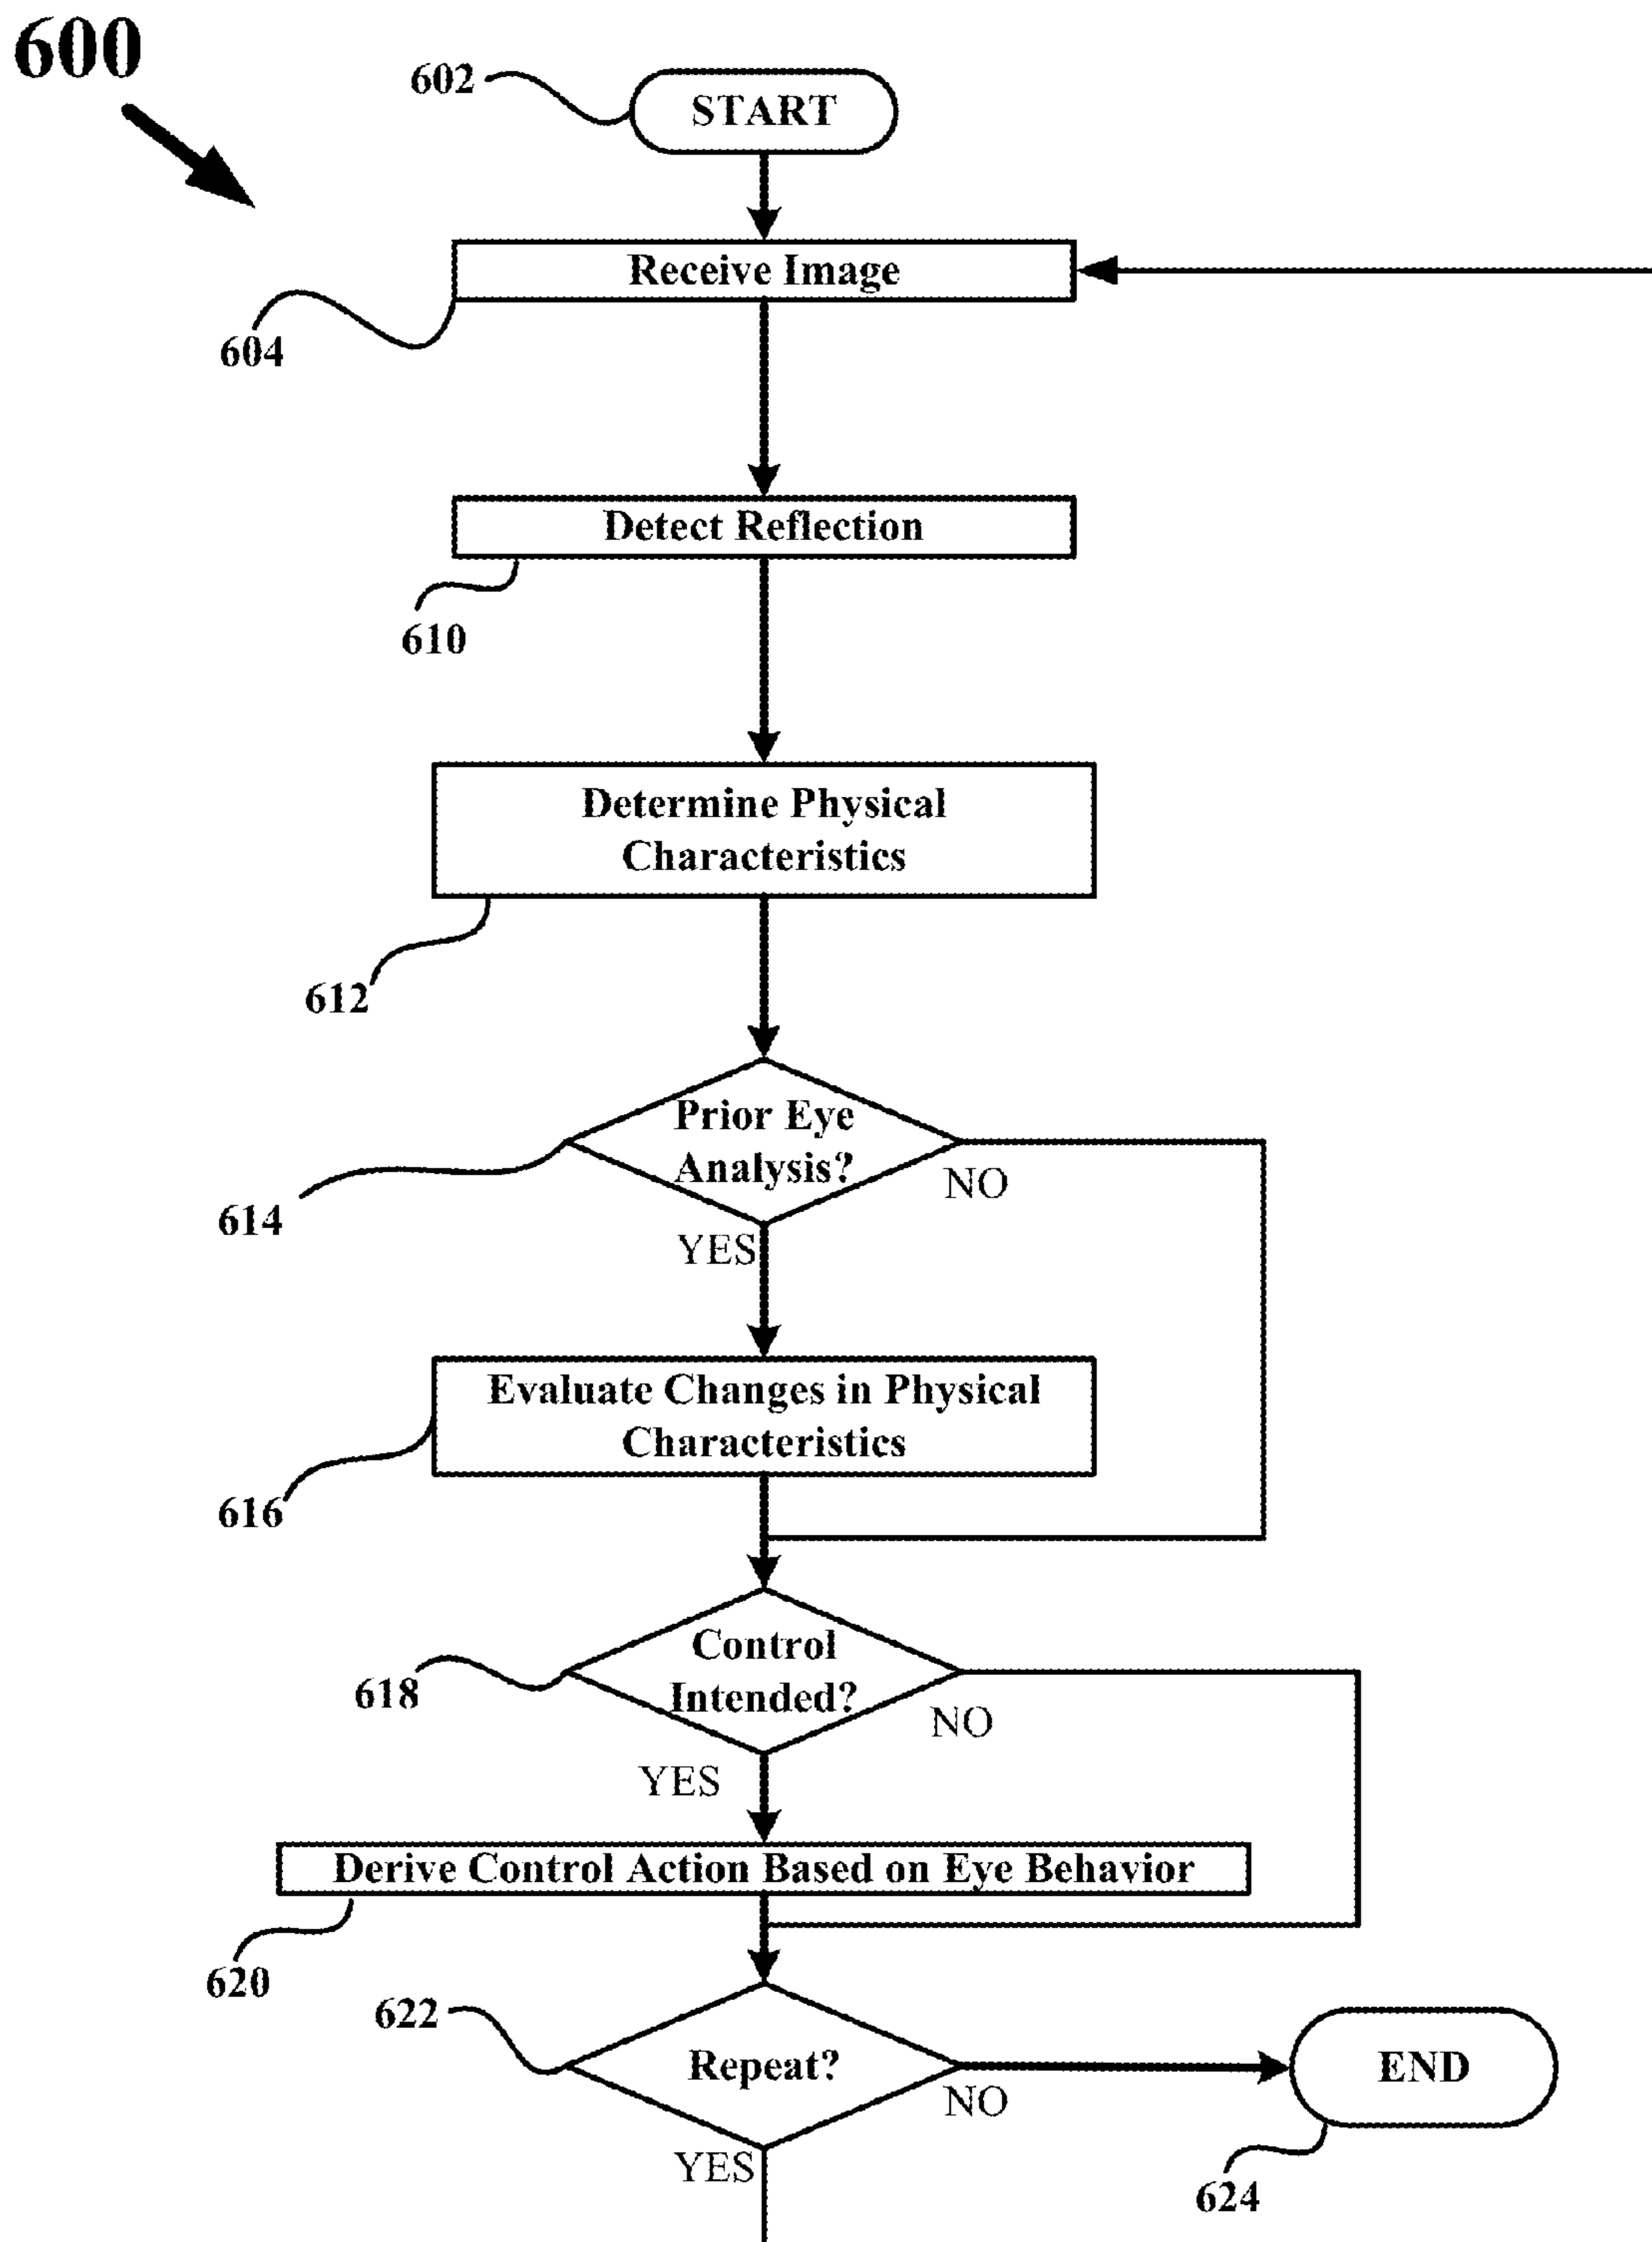 600
602
START
Receive Image
604
Detect Reflection
610
Determine Physical
Characteristics
612
Prior Eye
Analysis?
NO
614
YES
Evaluate Changes in Physical
Characteristics
616
Control
Intended?
618
NO
YES
Derive Control Action Based on Eye Behavior
620
622
Repeat?
END
NO
YES
624